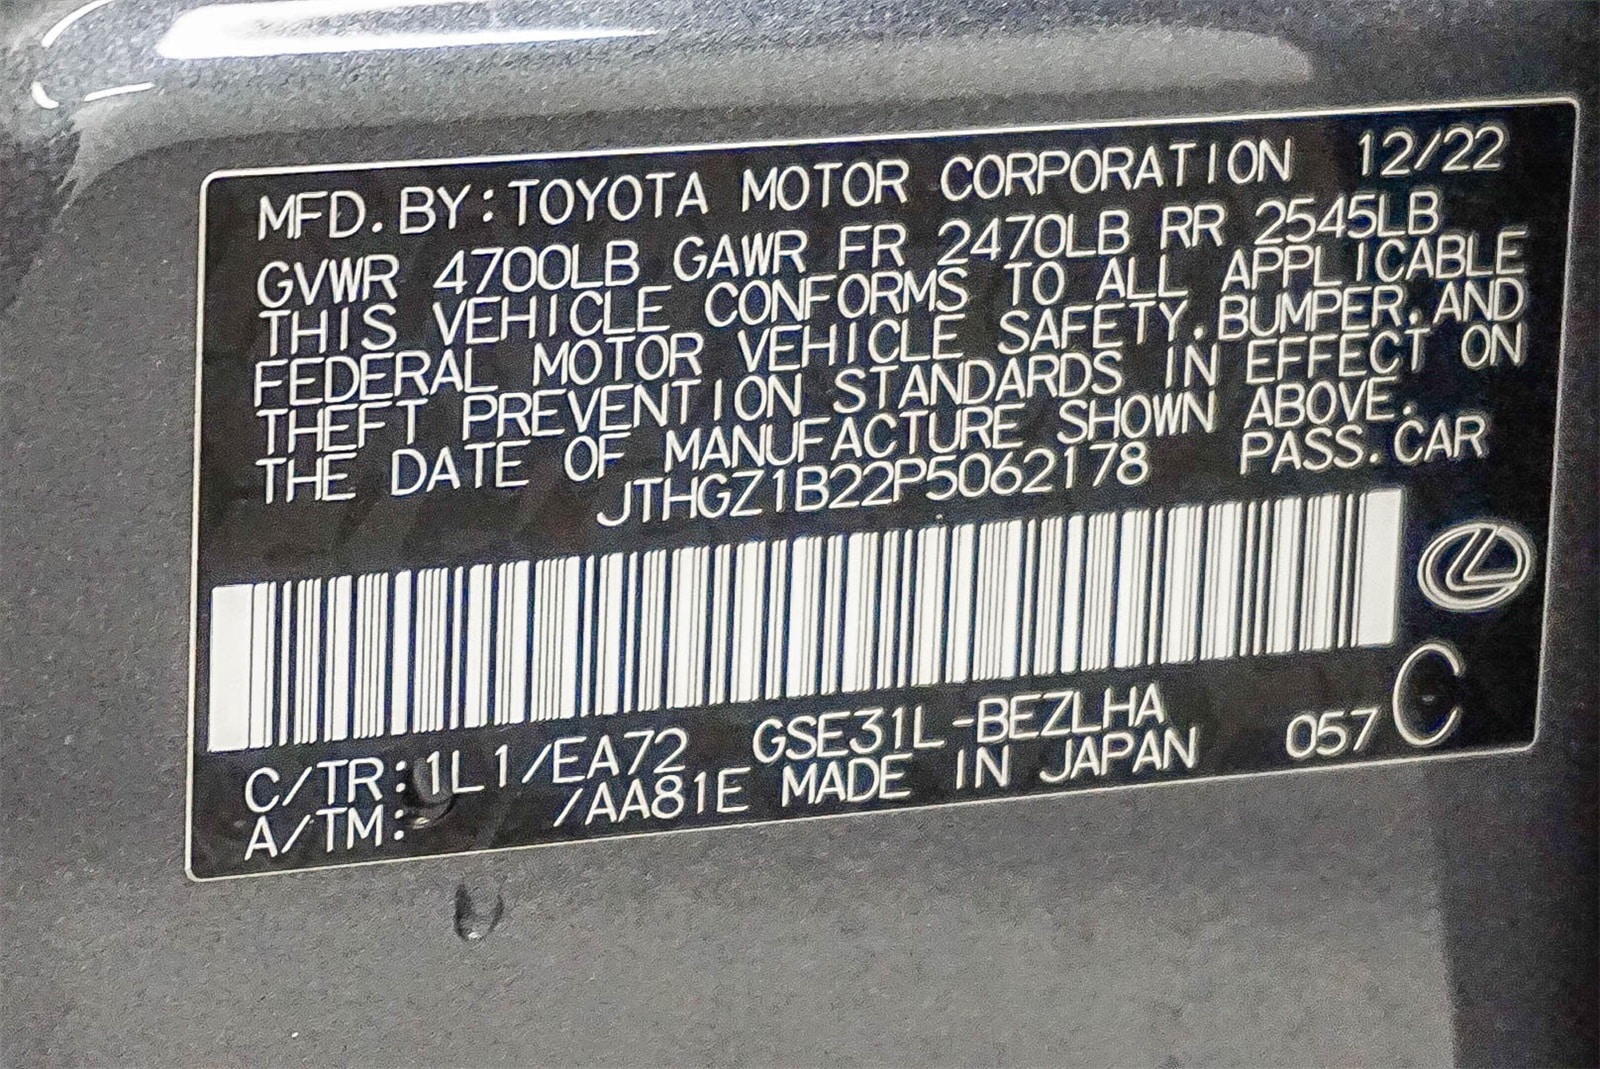 MFD. BY: TOYOTA MOTOR CORPORATION 12/22
GVWR 4700LB GAWR FR 2470LB RR 2545LB
THIS VEHICLE CONFORMS TO ALL APPLICABLE
FEDERAL MOTOR VEHICLE SAFETY, BUMPER, AND
THEFT PREVENTION STANDARDS IN EFFECT ON
THE DATE OF MANUFACTURE SHOWN ABOVE.
JTHGZ1B22P5062178 PASS. CAR
C/TR: 1L1/EA72 GSE31L-BEZLHA 057 C
A/TM: /AA81E MADE IN JAPAN